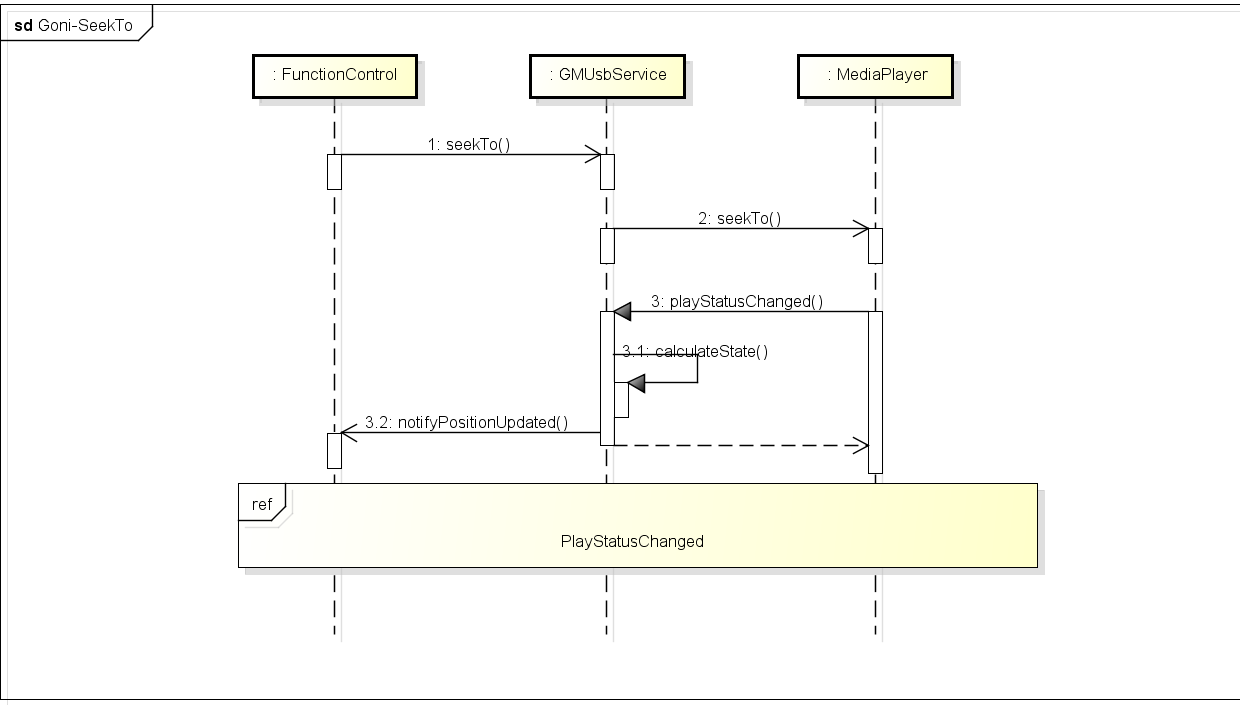 sd Goni-SeekTo
: FunctionControl
: GMUsbService
: MediaPlayer
1: seekTo()
2: seekTo()
3: playStatusChanged()
3.1: calculateState()
3.2: notifyPositionUpdated()
ref
PlayStatusChanged